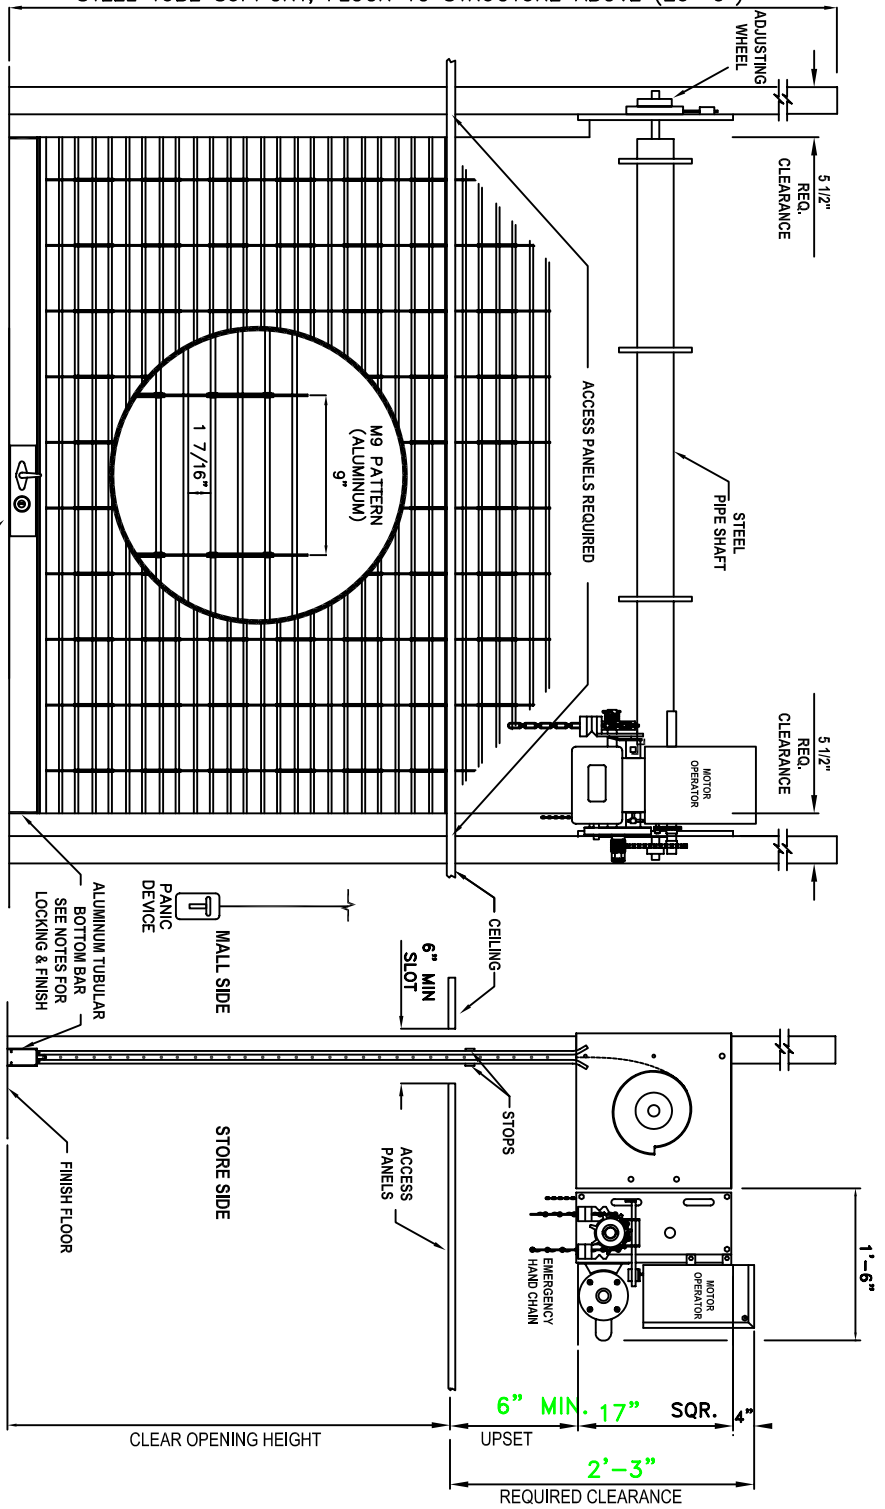 STEEL TUBE SUPPORT, FLOOR TO STRUCTURE ABOVE
ADJUSTING
WHEEL
5 1/2"
REQ.
CLEARANCE
ACCESS PANELS REQUIRED
STEEL
PIPE SHAFT
M9 PATTERN
(ALUMINUM)
9"
1 7/16"
5 1/2"
REQ.
CLEARANCE
MOTOR
OPERATOR
CEILING
PANIC
DEVICE
MALL SIDE
ALUMINUM TUBULAR
BOTTOM BAR
SEE NOTES FOR
LOCKING & FINISH
6" MIN
SLOT
STOPS
STORE SIDE
ACCESS
PANELS
FINISH FLOOR
EMERGENCY
HAND CHAIN
MOTOR
OPERATOR
1'-6"
6" MIN. 17" SQR. 4"
CLEAR OPENING HEIGHT
UPSET
2'-3"
REQUIRED CLEARANCE